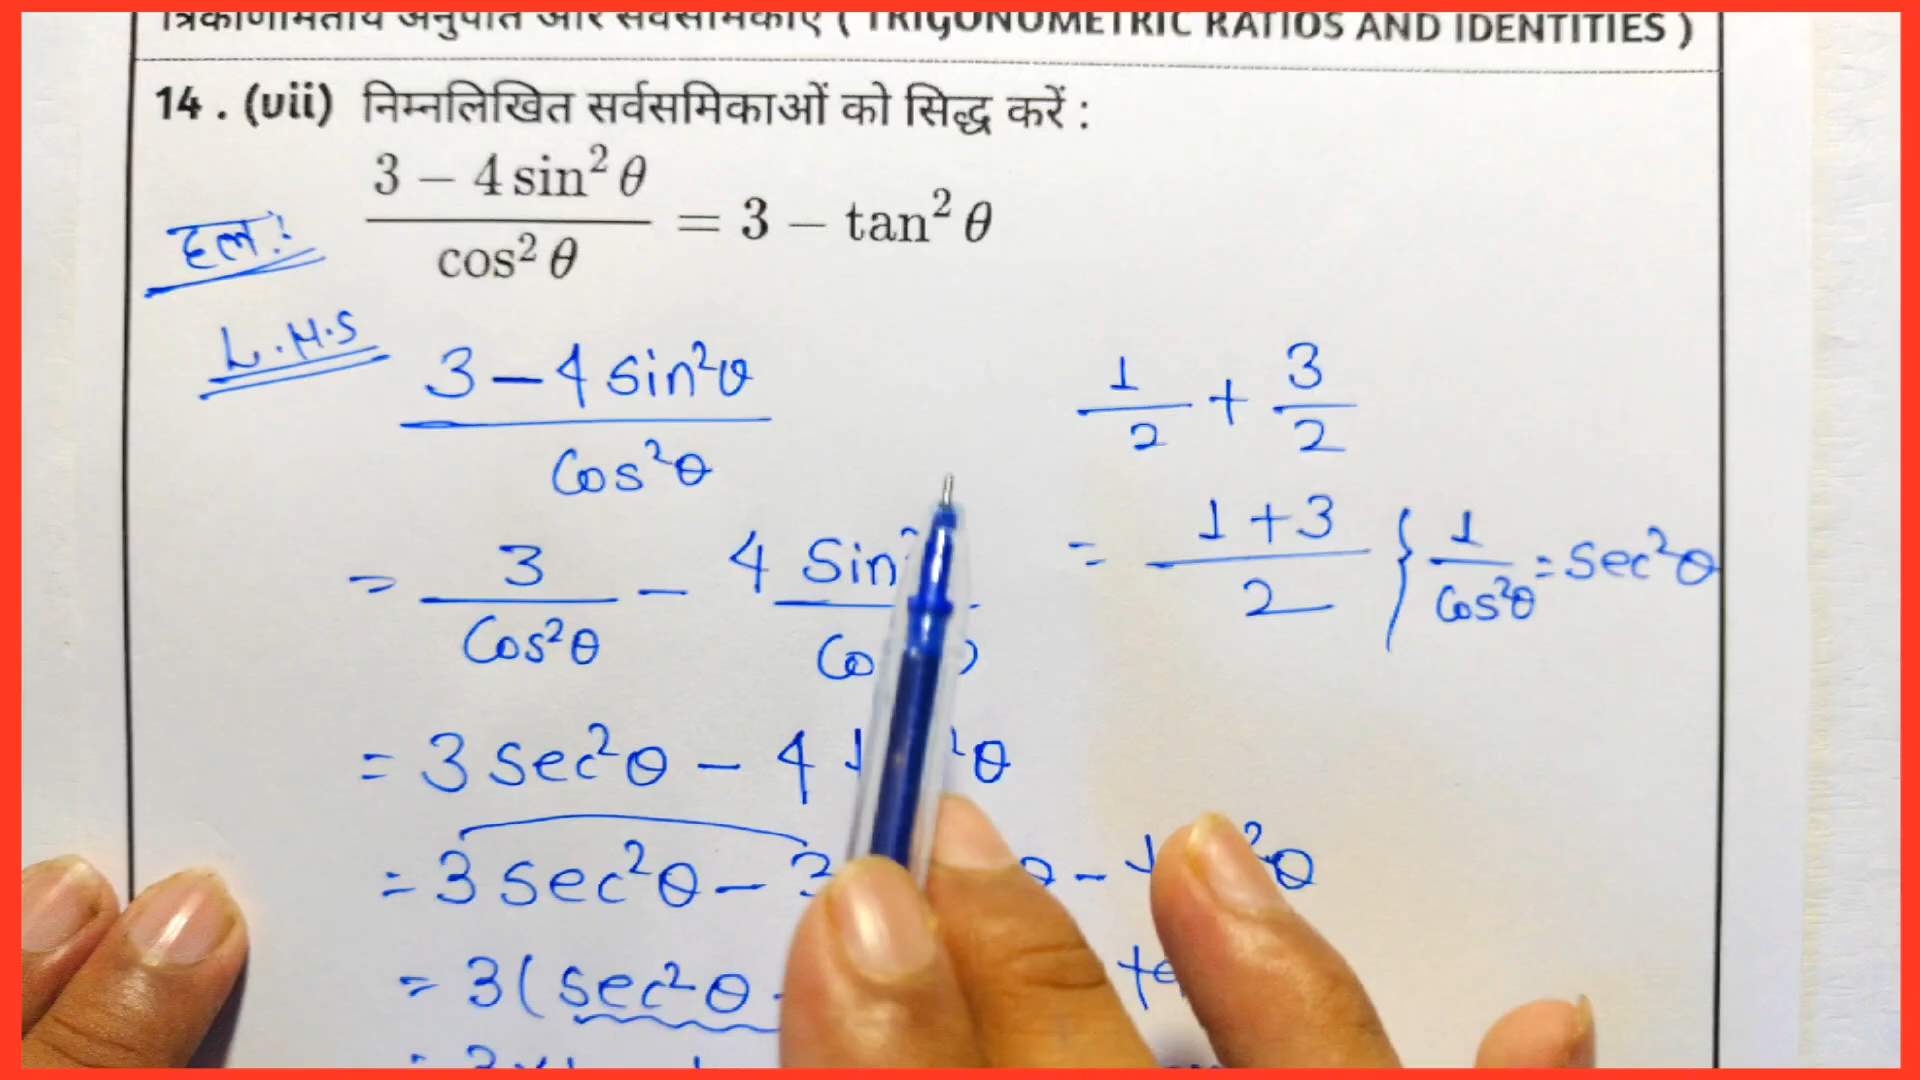 त्रिकोणमितीय अनुपात और सर्वसमिकाएँ ( TRIGONOMETRIC RATIOS AND IDENTITIES )
14 . (vii) निम्नलिखित सर्वसमिकाओं को सिद्ध करें :
3 − 4 sin² θ / cos² θ = 3 − tan² θ
हल:
L.H.S
3 − 4 sin²θ / cos²θ
= 3 / cos²θ − 4 sin
= 3 sec²θ − 4
= 3 sec²θ −
= 3 ( sec²θ
1/2 + 3/2
= 1 + 3 / 2
} 1 / cos²θ = sec²θ